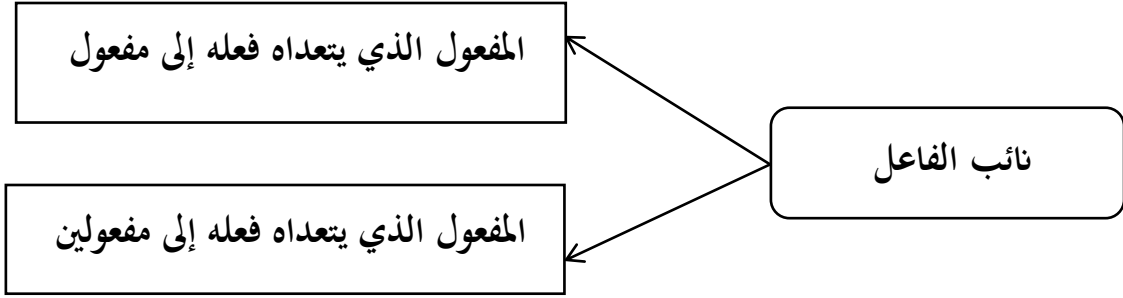 نائب الفاعل
المفعول الذي يتعداه فعله إلى مفعول
المفعول الذي يتعداه فعله إلى مفعولين